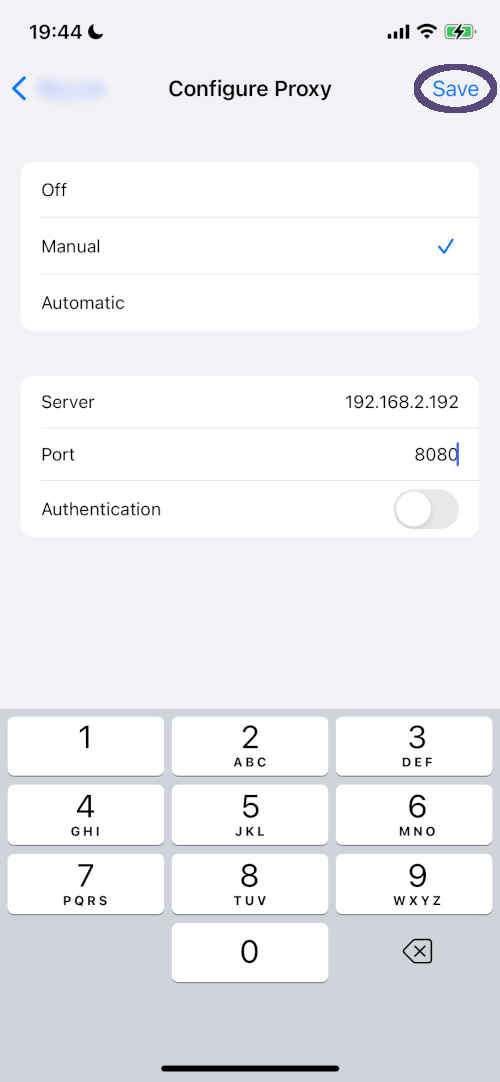 19:44
Configure Proxy Save
Off
Manual
Automatic
Server 192.168.2.192
Port 8080
Authentication
1 2 3
ABC DEF
4 5 6
GHI JKL MNO
7 8 9
PQRS TUV WXYZ
0